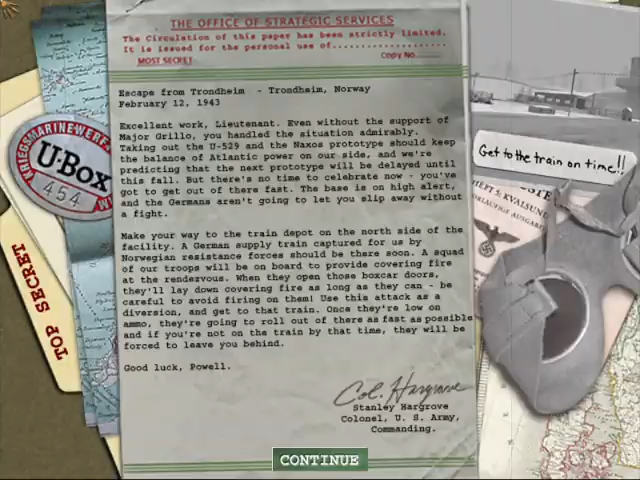 THE OFFICE OF STRATEGIC SERVICES
The Circulation of this paper has been strictly limited.
It is issued for the personal use of...................
MOST SECRET
Copy No.......
Escape from Trondheim - Trondheim, Norway
February 12, 1943
Excellent work, Lieutenant. Even without the support of
Major Grillo, you handled the situation admirably.
Taking out the U-529 and the Naxos prototype should keep
the balance of Atlantic power on our side, and we're
predicting that the next prototype will be delayed until
this fall. But there's no time to celebrate now - you've
got to get out of there fast. The base is on high alert,
and the Germans aren't going to let you slip away without
a fight.
Make your way to the train depot on the north side of the
facility. A German supply train captured for us by
Norwegian resistance forces should be there soon. A squad
of our troops will be on board to provide covering fire
at the rendezvous. When they open those boxcar doors,
they'll lay down covering fire as long as they can - be
careful to avoid firing on them! Use this attack as a
diversion, and get to that train. Once they're low on
ammo, they're going to roll out of there as fast as possible
and if you're not on the train by that time, they will be
forced to leave you behind.
Good luck, Powell.
Col. Hargrove
Stanley Hargrove
Colonel, U. S. Army,
Commanding.
CONTINUE
KRIEGSMARINEWERF
U-Box
454
TOP SECRET
Get to the train on time!!
HEFT 5: KVALSUND